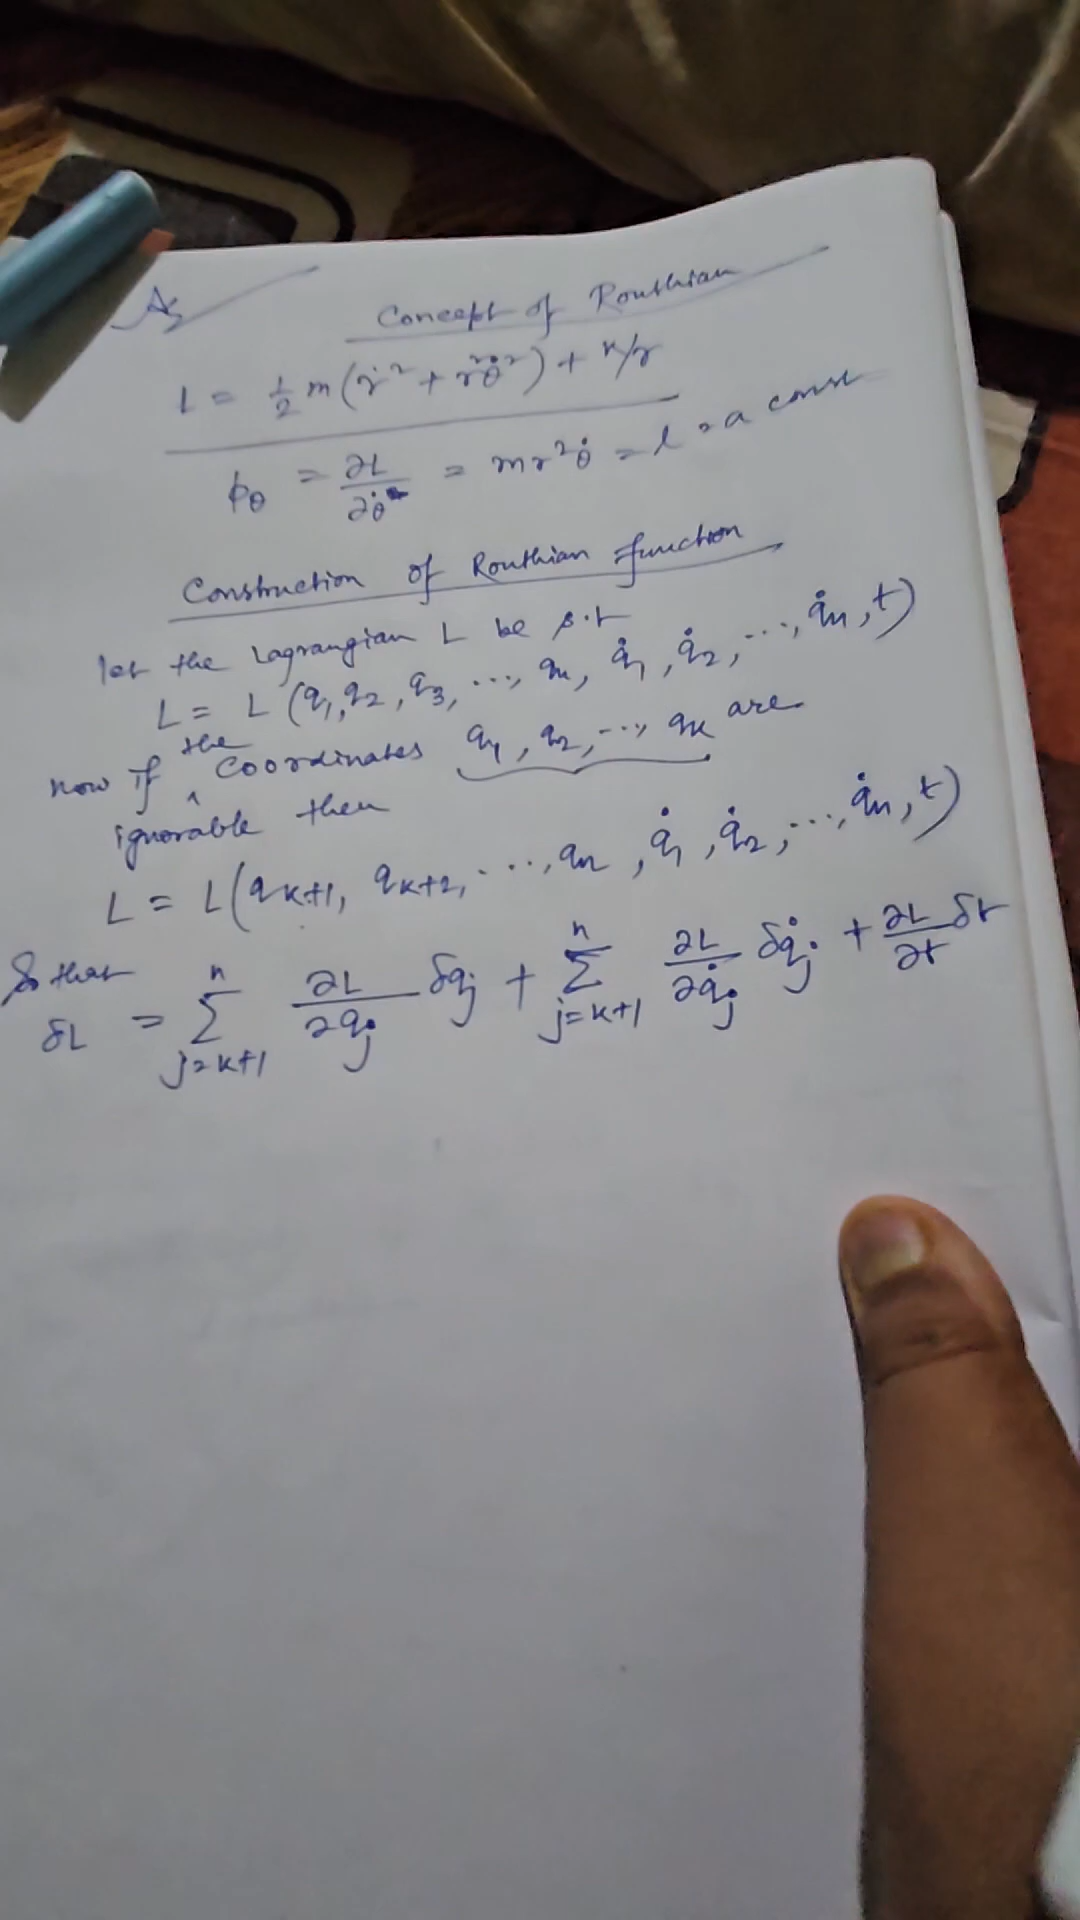 Concept of Routhian
L = 1/2 m(ṙ² + r²θ̇²) + K/r
pθ = ∂L/∂θ̇ = mr²θ̇ = l = a const
Construction of Routhian function
let the Lagrangian L be s.t
L = L (q₁, q₂, q₃, ..., qₙ, q̇₁, q̇₂, ..., q̇ₙ, t)
now if the coordinates q₁, q₂, ..., qₖ are
ignorable then
L = L(qₖ₊₁, qₖ₊₂, ..., qₙ, q̇₁, q̇₂, ..., q̇ₙ, t)
So that
δL = Σⁿⱼ₌ₖ₊₁ ∂L/∂qⱼ δqⱼ + Σⁿⱼ₌ₖ₊₁ ∂L/∂q̇ⱼ δq̇ⱼ + ∂L/∂t δt